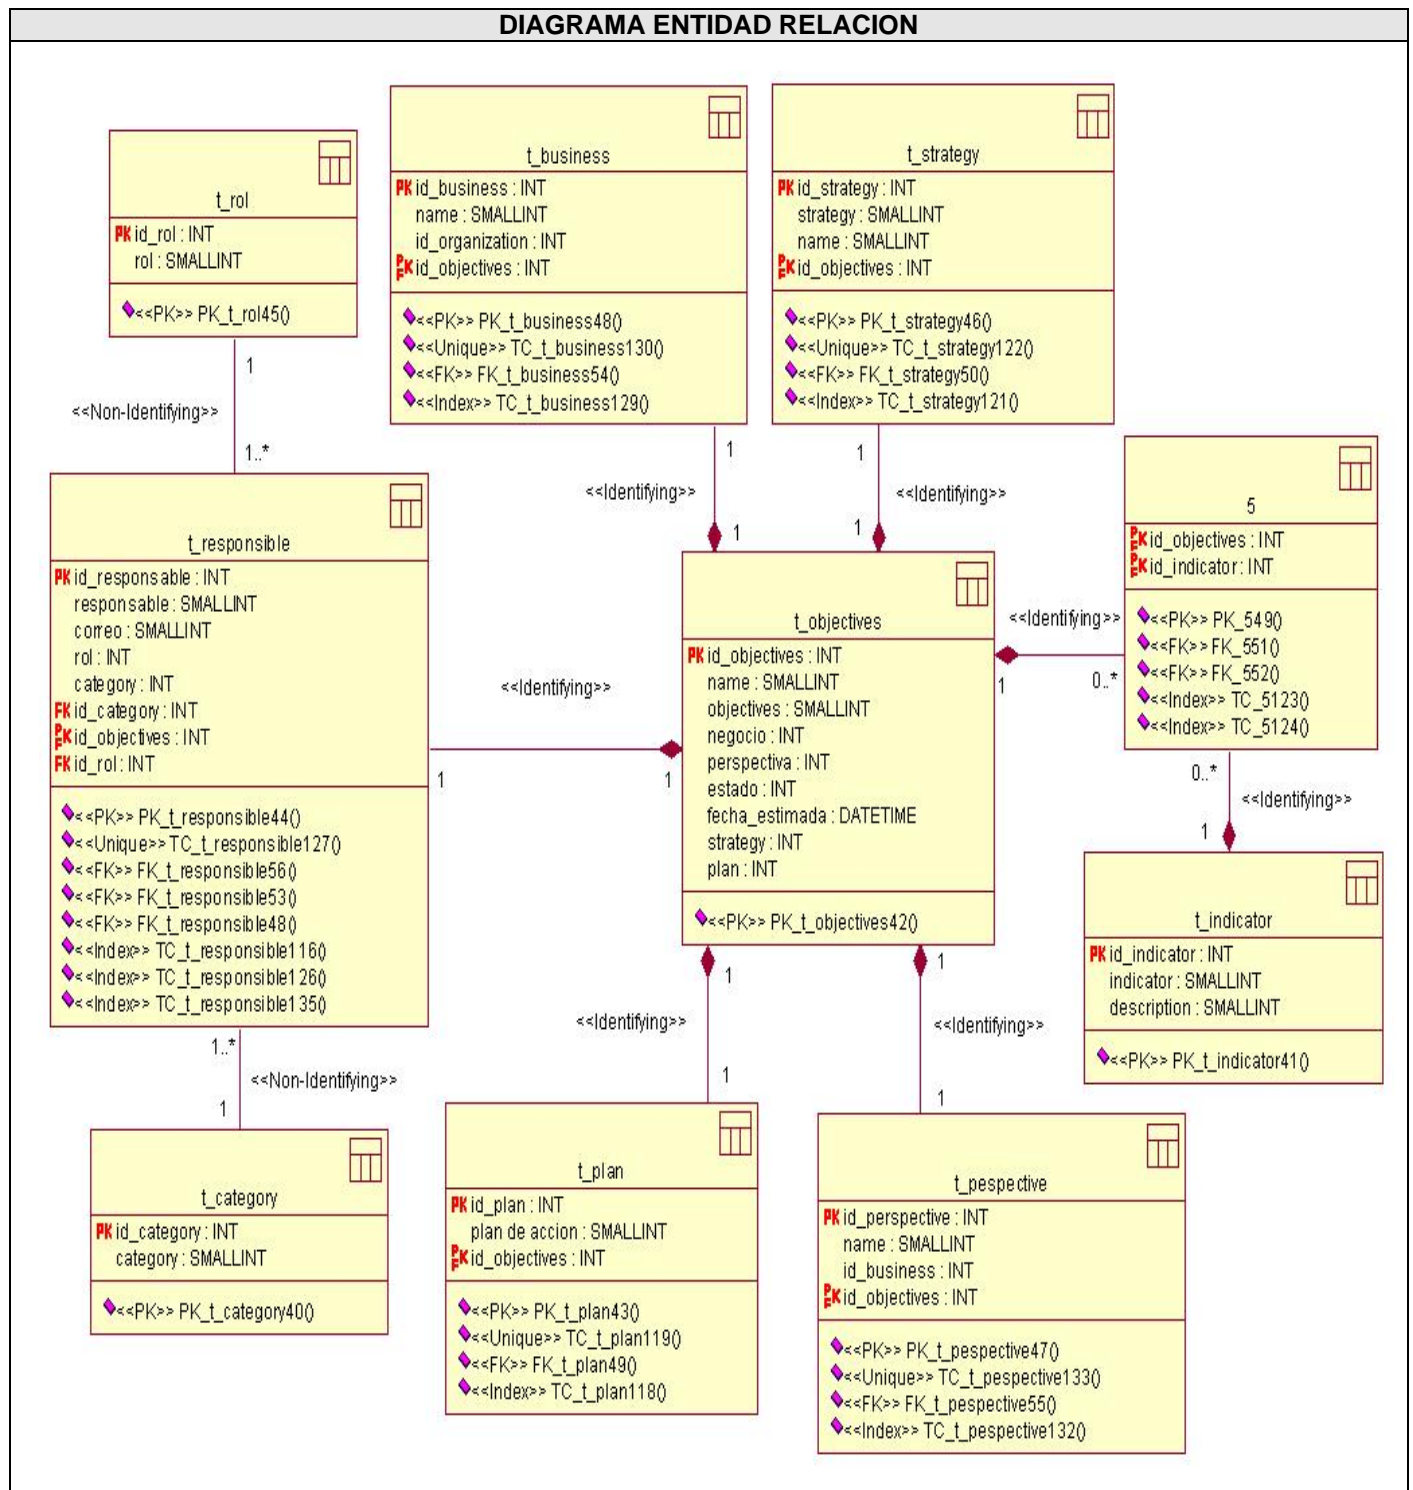 DIAGRAMA ENTIDAD RELACION
t_rol
PK id_rol : INT
rol : SMALLINT
<<PK>> PK_t_rol45()
t_business
PK id_business : INT
name : SMALLINT
id_organization : INT
PFK id_objectives : INT
<<PK>> PK_t_business48()
<<Unique>> TC_t_business130()
<<FK>> FK_t_business54()
<<Index>> TC_t_business129()
t_strategy
PK id_strategy : INT
strategy : SMALLINT
name : SMALLINT
PFK id_objectives : INT
<<PK>> PK_t_strategy46()
<<Unique>> TC_t_strategy122()
<<FK>> FK_t_strategy50()
<<Index>> TC_t_strategy121()
1
<<Non-Identifying>>
1..*
1
<<Identifying>>
1
1
<<Identifying>>
1
t_responsible
PK id_responsable : INT
responsable : SMALLINT
correo : SMALLINT
rol : INT
category : INT
FK id_category : INT
PFK id_objectives : INT
FK id_rol : INT
<<PK>> PK_t_responsible44()
<<Unique>> TC_t_responsible127()
<<FK>> FK_t_responsible56()
<<FK>> FK_t_responsible53()
<<FK>> FK_t_responsible48()
<<Index>> TC_t_responsible116()
<<Index>> TC_t_responsible126()
<<Index>> TC_t_responsible135()
<<Identifying>>
1
1
t_objectives
PK id_objectives : INT
name : SMALLINT
objectives : SMALLINT
negocio : INT
perspectiva : INT
estado : INT
fecha_estimada : DATETIME
strategy : INT
plan : INT
<<PK>> PK_t_objectives42()
<<Identifying>>
1
0..*
5
PFK id_objectives : INT
PFK id_indicator : INT
<<PK>> PK_549()
<<FK>> FK_551()
<<FK>> FK_552()
<<Index>> TC_5123()
<<Index>> TC_5124()
0..*
<<Identifying>>
1
t_indicator
PK id_indicator : INT
indicator : SMALLINT
description : SMALLINT
<<PK>> PK_t_indicator41()
1..*
<<Non-Identifying>>
1
t_category
PK id_category : INT
category : SMALLINT
<<PK>> PK_t_category40()
1
<<Identifying>>
1
t_plan
PK id_plan : INT
plan de accion : SMALLINT
PFK id_objectives : INT
<<PK>> PK_t_plan43()
<<Unique>> TC_t_plan119()
<<FK>> FK_t_plan49()
<<Index>> TC_t_plan118()
1
<<Identifying>>
1
t_pespective
PK id_perspective : INT
name : SMALLINT
id_business : INT
PFK id_objectives : INT
<<PK>> PK_t_pespective47()
<<Unique>> TC_t_pespective133()
<<FK>> FK_t_pespective55()
<<Index>> TC_t_pespective132()